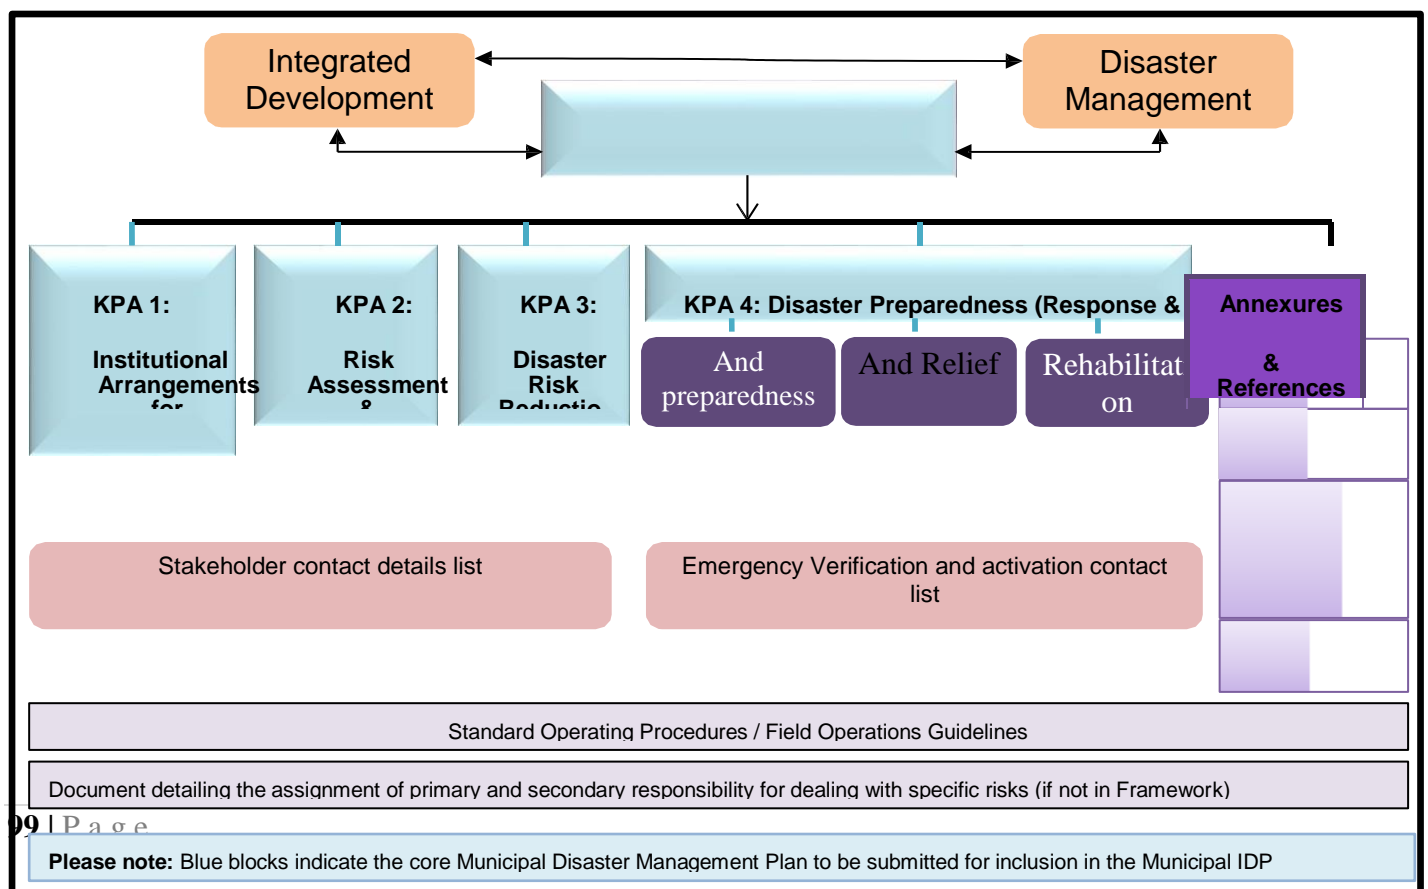 Integrated
Development
Disaster
Management
KPA 1:
Institutional
Arrangements
for
KPA 2:
Risk
Assessment
&
KPA 3:
Disaster
Risk
Reductio
KPA 4: Disaster Preparedness (Response &
And
preparedness
And Relief
Rehabilitat
on
Annexures
&
References
Stakeholder contact details list
Emergency Verification and activation contact
list
Standard Operating Procedures / Field Operations Guidelines
Document detailing the assignment of primary and secondary responsibility for dealing with specific risks (if not in Framework)
99 | P a g e
Please note: Blue blocks indicate the core Municipal Disaster Management Plan to be submitted for inclusion in the Municipal IDP